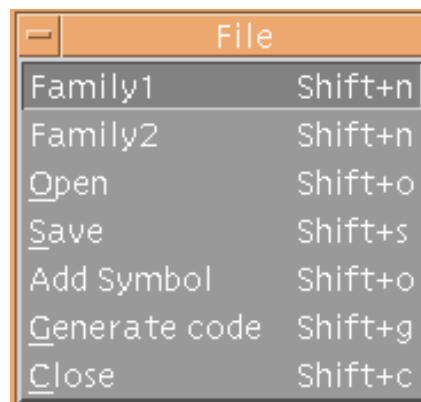 File
Family1 Shift+n
Family2 Shift+n
Open Shift+o
Save Shift+s
Add Symbol Shift+o
Generate code Shift+g
Close Shift+c